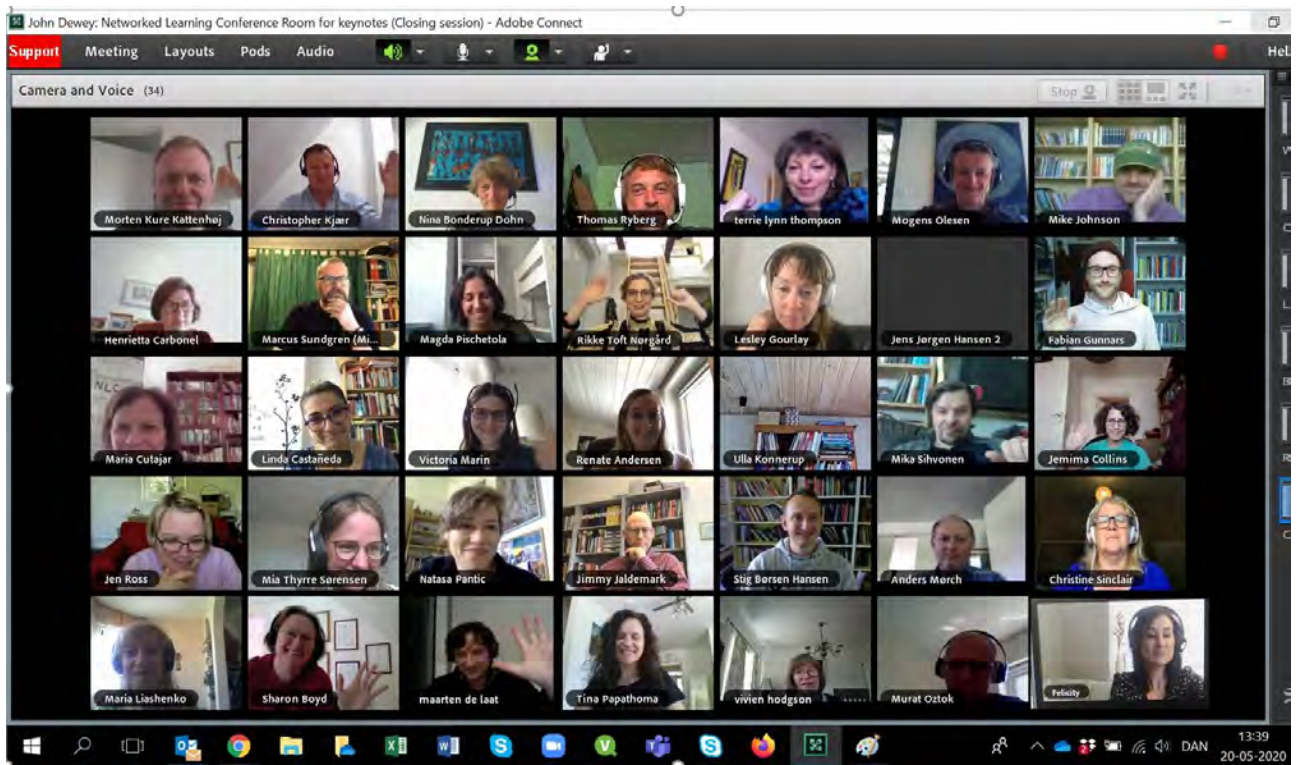 John Dewey: Networked Learning Conference Room for keynotes (Closing session) - Adobe Connect
Support Meeting Layouts Pods Audio
Hel
Camera and Voice (34)
Stop
Morten Kure Kattenhøj Christopher Kjær Nina Bonderup Dohn Thomas Ryberg terrie lynn thompson Mogens Olesen Mike Johnson
Henrietta Carbonel Marcus Sundgren (Mi... Magda Pischetola Rikke Toft Nørgård Lesley Gourlay Jens Jørgen Hansen 2 Fabian Gunnars
NLC
Maria Cutajar Linda Castañeda Victoria Marin Renate Andersen Ulla Konnerup Mika Sihvonen Jemima Collins
Jen Ross Mia Thyrre Sørensen Natasa Pantic Jimmy Jaldemark Stig Børsen Hansen Anders Mørch Christine Sinclair
Maria Liashenko Sharon Boyd maarten de laat Tina Papathoma vivien hodgson Murat Oztok Felicity
DAN
13:39
20-05-2020